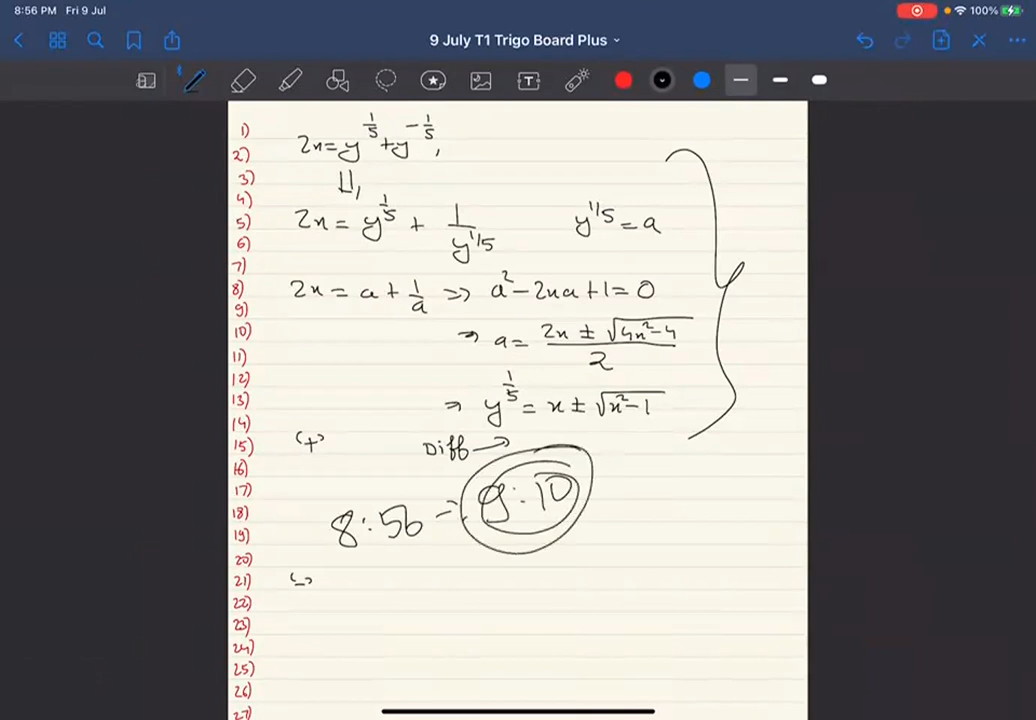 8:56 PM Fri 9 Jul
100%
9 July T1 Trigo Board Plus
1)
2x = y^{1/5} + y^{-1/5},
2)
3)
4)
5) 2x = y^{1/5} + 1/y^{1/5}    y^{1/5} = a
6)
7)
8) 2x = a + 1/a => a² - 2xa + 1 = 0
9)
10) => a = (2x ± √(4x² - 4))/2
11)
12)
13) => y^{1/5} = x ± √(x² - 1)
14)
15) (+) Diff →
16)
17)
18) 8:56 — 9:10
19)
20)
21) (-)
22)
23)
24)
25)
26)
27)